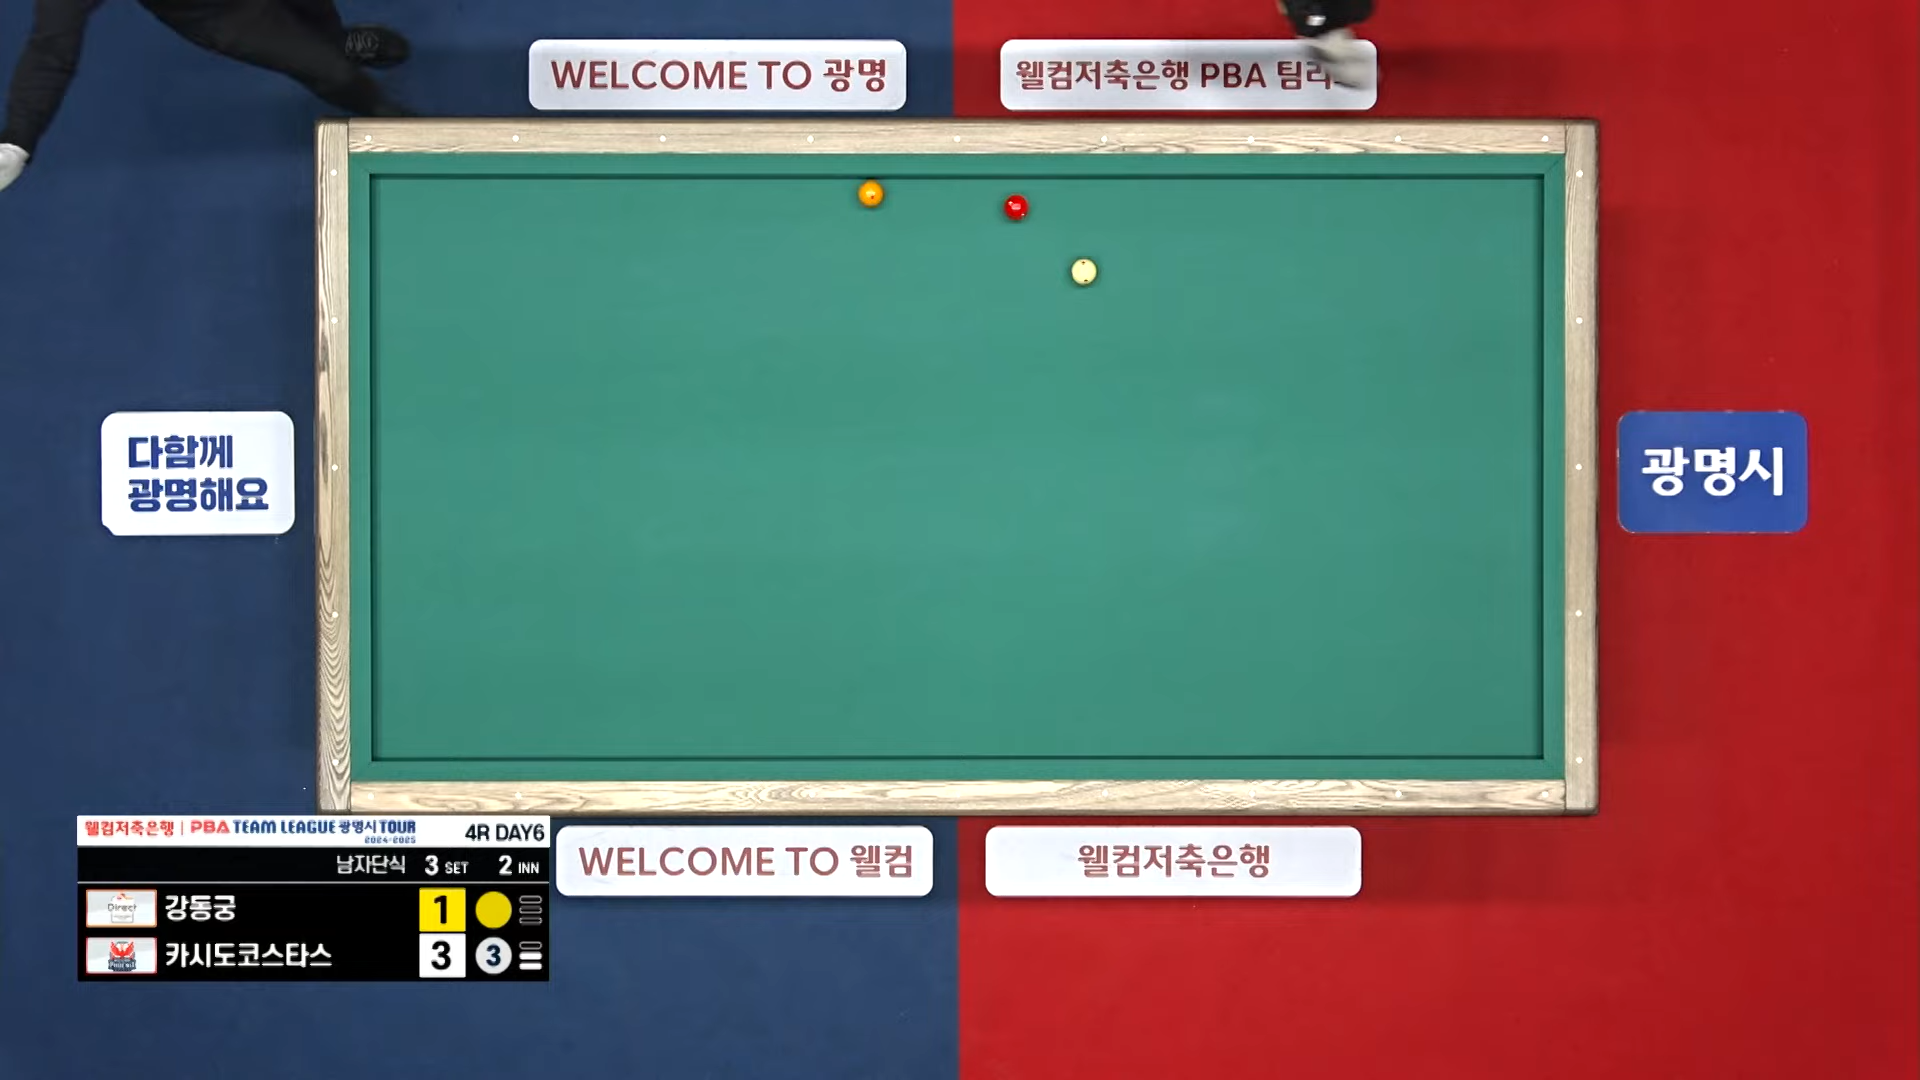 WELCOME TO 광명
웰컴저축은행 PBA 팀리
다함께
광명해요
광명시
웰컴저축은행 | PBA TEAM LEAGUE 광명시 TOUR
2024-2025
4R DAY6
남자단식 3 SET 2 INN
Direct
강동궁 1
카시도코스타스 3 3
WELCOME TO 웰컴
웰컴저축은행